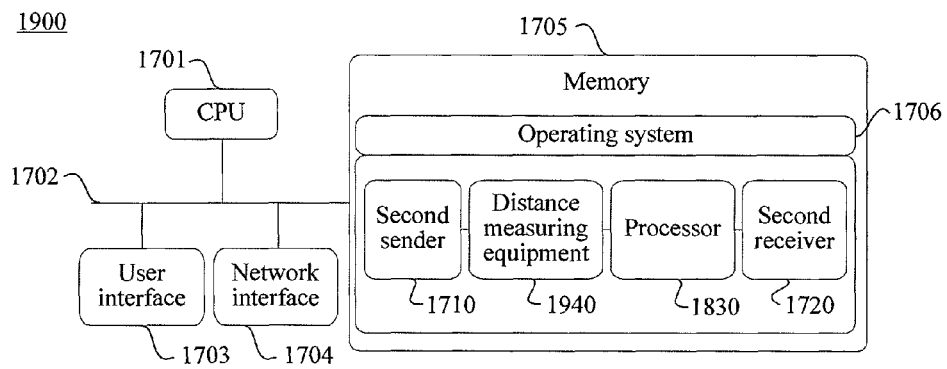 1900
1705
1701
Memory
1706
CPU
Operating system
1702
Second
sender
Distance
measuring
equipment
Processor
Second
receiver
User
interface
Network
interface
1710
1940
1830
1720
1703
1704